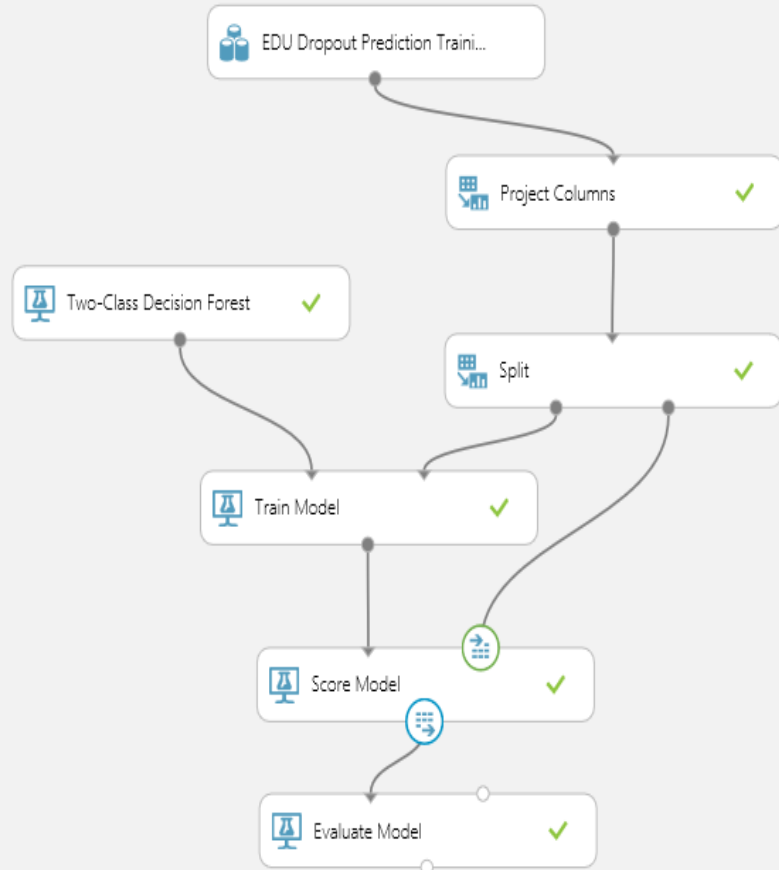 EDU Dropout Prediction Traini...
Project Columns
Two-Class Decision Forest
Split
Train Model
Score Model
Evaluate Model